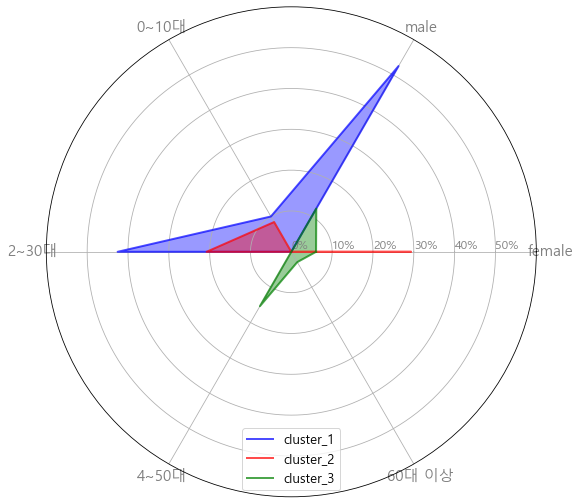 0~10대
male
2~30대
0%
10%
20%
30%
40%
50%
female
cluster_1
cluster_2
cluster_3
4~50대
60대 이상